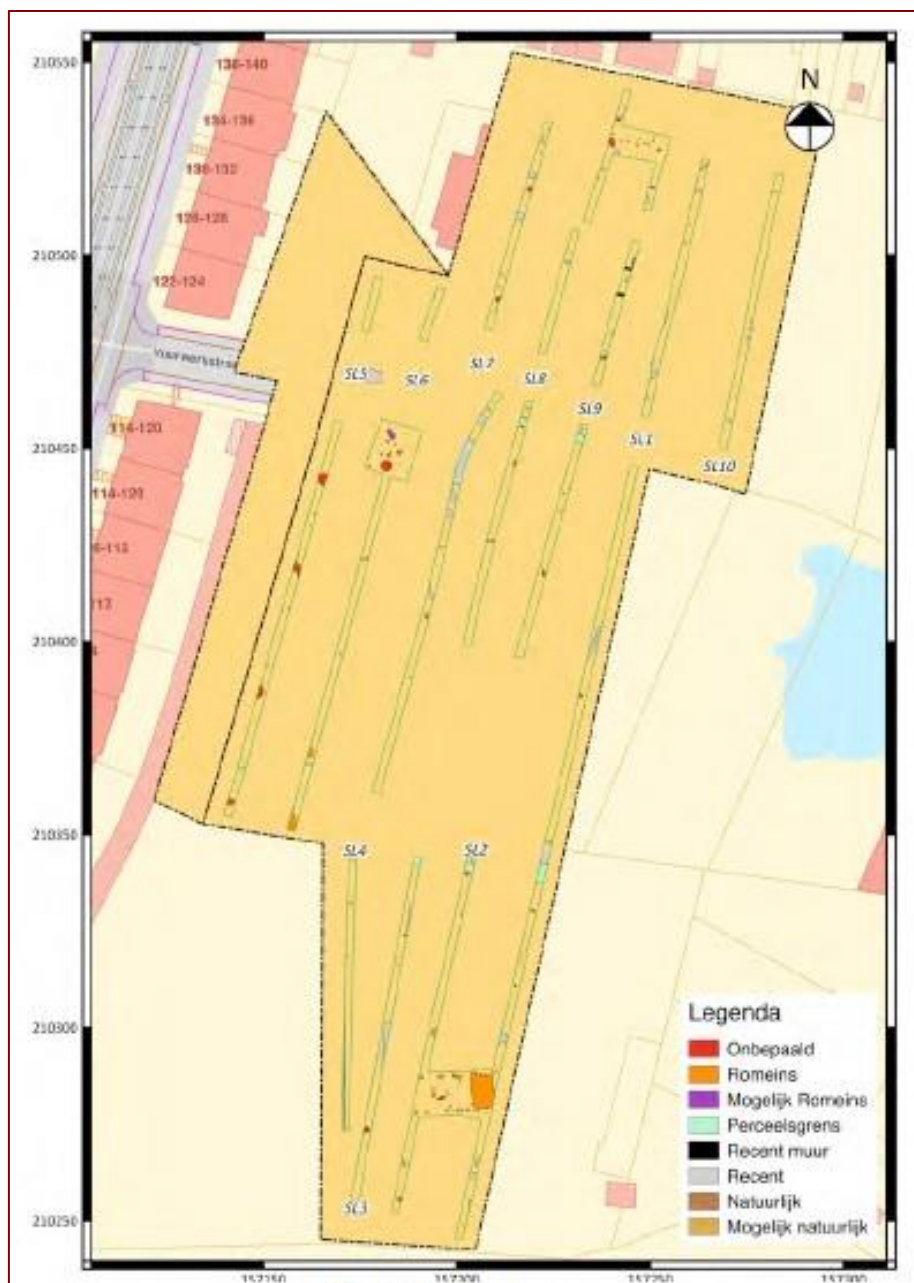 210550
138-140
N
134-136
130-132
126-128
210500
122-124
SL5
SL6
SL7
SL8
SL9
SL1
SL10
114-120
210450
114-120
210400
210350
SL4
SL2
210300
SL3
210250
Legenda
Onbepaald
Romeins
Mogelijk Romeins
Perceelsgrens
Recent muur
Recent
Natuurlijk
Mogelijk natuurlijk
157150
157250
157300